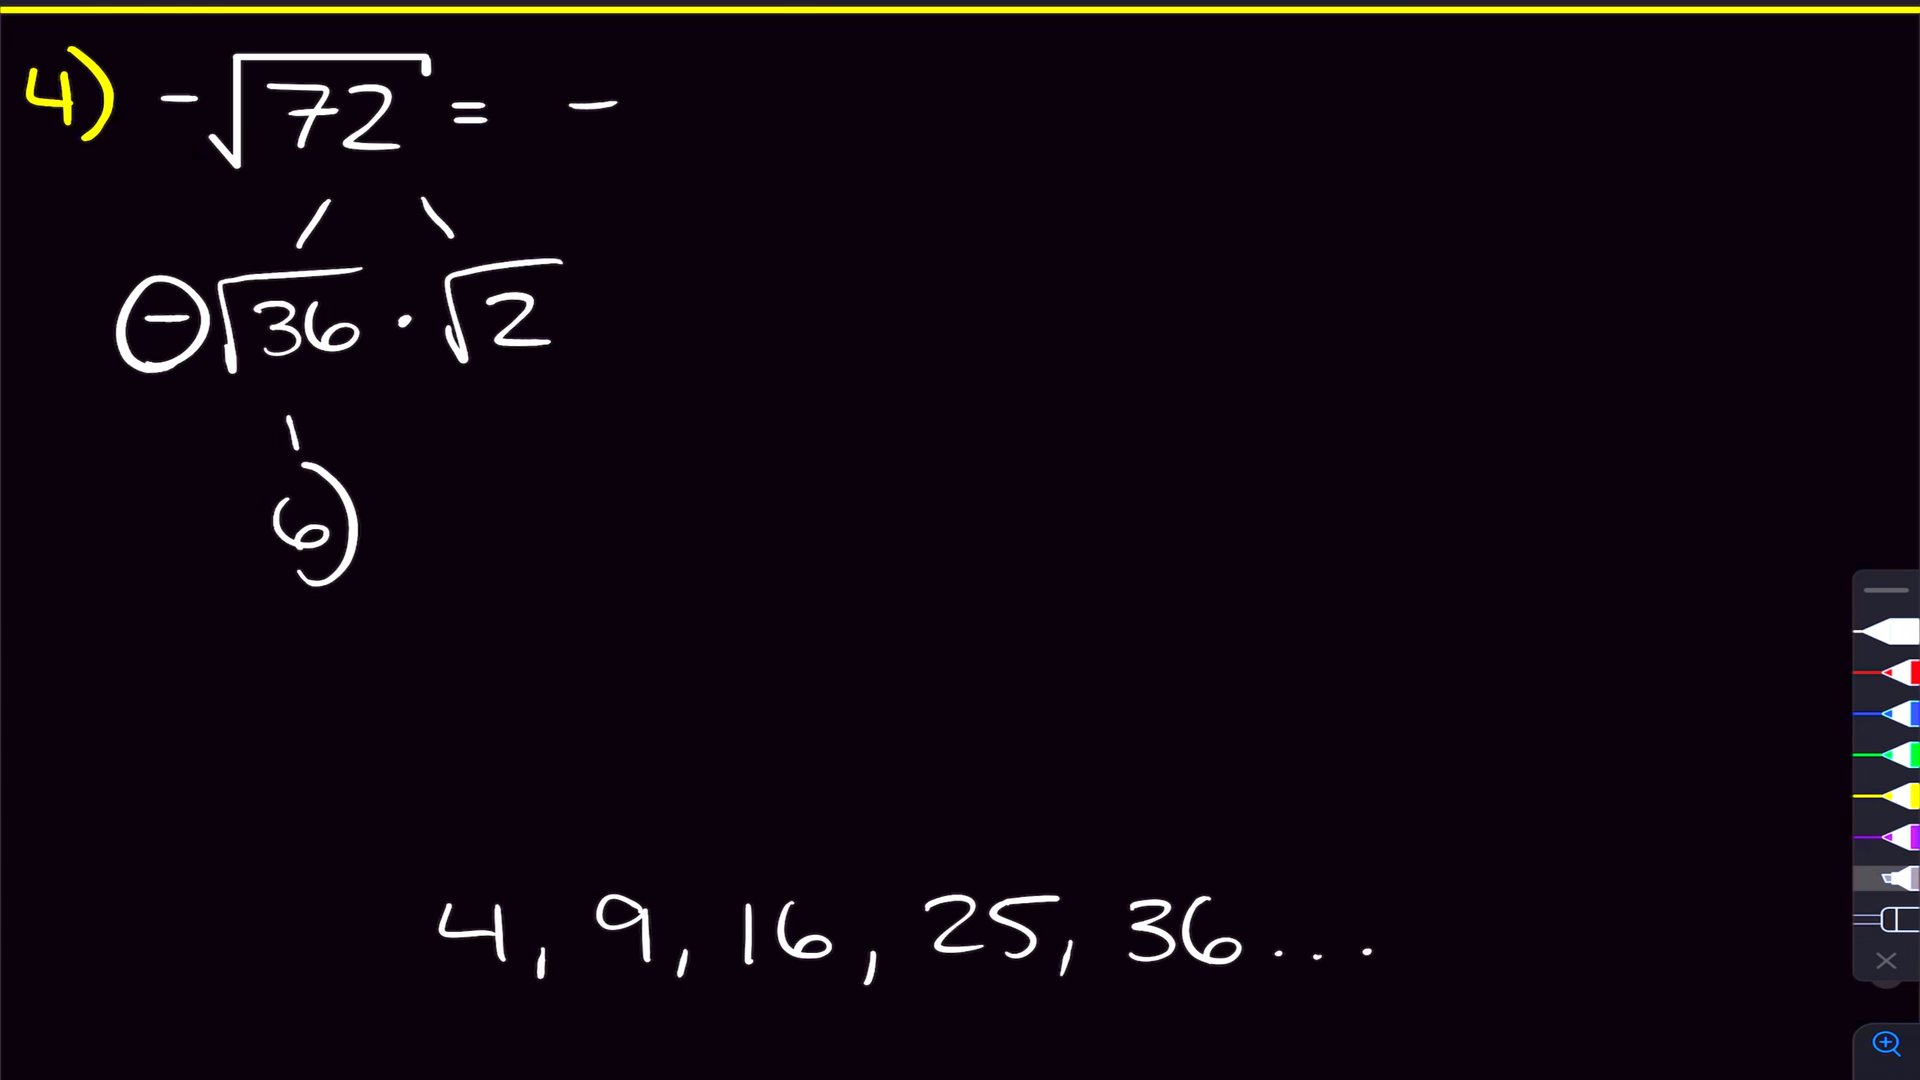 4) -√72 = -
-√36 · √2
6
4, 9, 16, 25, 36...